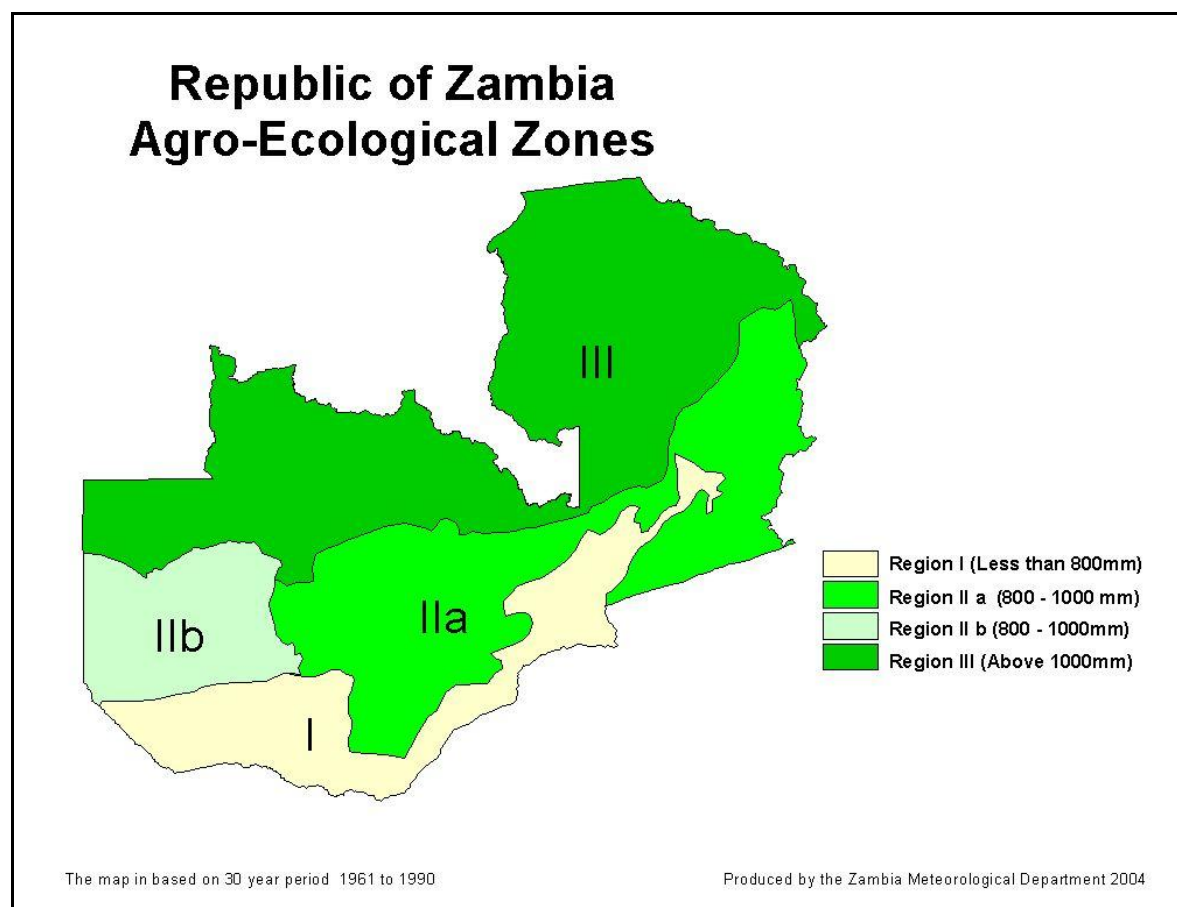 Republic of Zambia
Agro-Ecological Zones
III
IIb
IIa
I
Region I (Less than 800mm)
Region II a (800 - 1000 mm)
Region II b (800 - 1000mm)
Region III (Above 1000mm)
The map in based on 30 year period 1961 to 1990
Produced by the Zambia Meteorological Department 2004